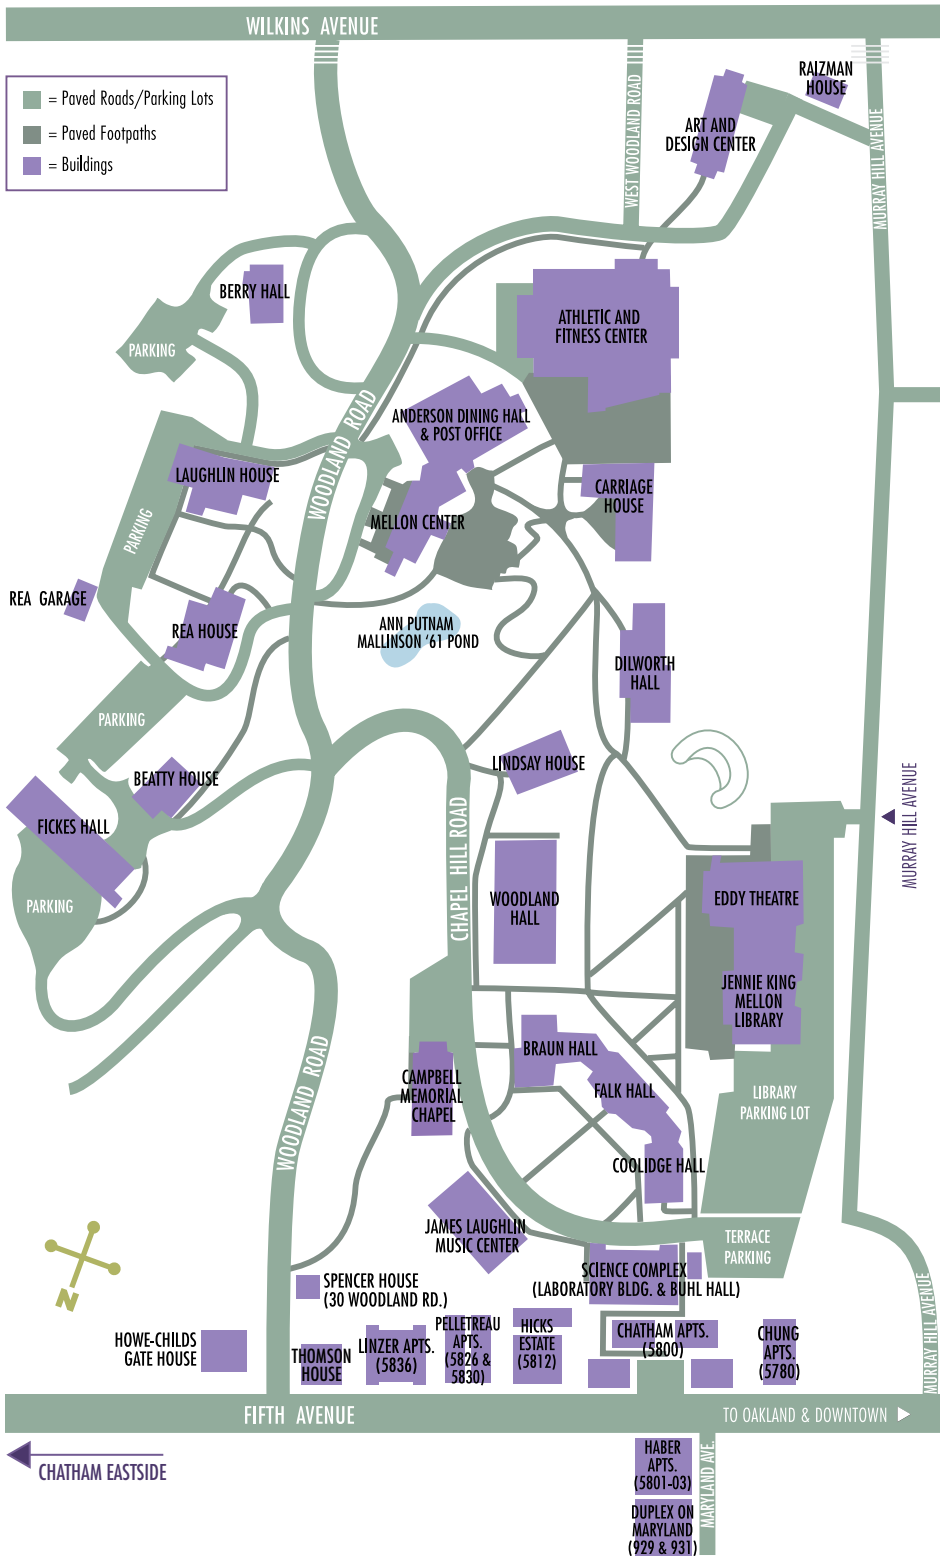 WILKINS AVENUE
= Paved Roads/Parking Lots
= Paved Footpaths
= Buildings
RAIZMAN
HOUSE
ART AND
DESIGN CENTER
WEST WOODLAND ROAD
MURRAY HILL AVENUE
BERRY HALL
PARKING
ATHLETIC AND
FITNESS CENTER
WOODLAND ROAD
ANDERSON DINING HALL
& POST OFFICE
LAUGHLIN HOUSE
PARKING
MELLON CENTER
CARRIAGE
HOUSE
REA GARAGE
REA HOUSE
ANN PUTNAM
MALLINSON '61 POND
DILWORTH
HALL
PARKING
BEATTY HOUSE
LINDSAY HOUSE
FICKES HALL
PARKING
CHAPEL HILL ROAD
MURRAY HILL AVENUE
WOODLAND
HALL
EDDY THEATRE
JENNIE KING
MELLON
LIBRARY
BRAUN HALL
FALK HALL
CAMPBELL
MEMORIAL
CHAPEL
LIBRARY
PARKING LOT
WOODLAND ROAD
COOLIDGE HALL
JAMES LAUGHLIN
MUSIC CENTER
TERRACE
PARKING
N
SPENCER HOUSE
(30 WOODLAND RD.)
SCIENCE COMPLEX
(LABORATORY BLDG. & BUHL HALL)
MURRAY HILL AVENUE
HOWE-CHILDS
GATE HOUSE
THOMSON
HOUSE
LINZER APTS.
(5836)
PELLETREAU
APTS.
(5826 &
5830)
HICKS
ESTATE
(5812)
CHATHAM APTS.
(5800)
CHUNG
APTS.
(5780)
FIFTH AVENUE
TO OAKLAND & DOWNTOWN
CHATHAM EASTSIDE
HABER
APTS.
(5801-03)
MARYLAND AVE.
DUPLEX ON
MARYLAND
(929 & 931)